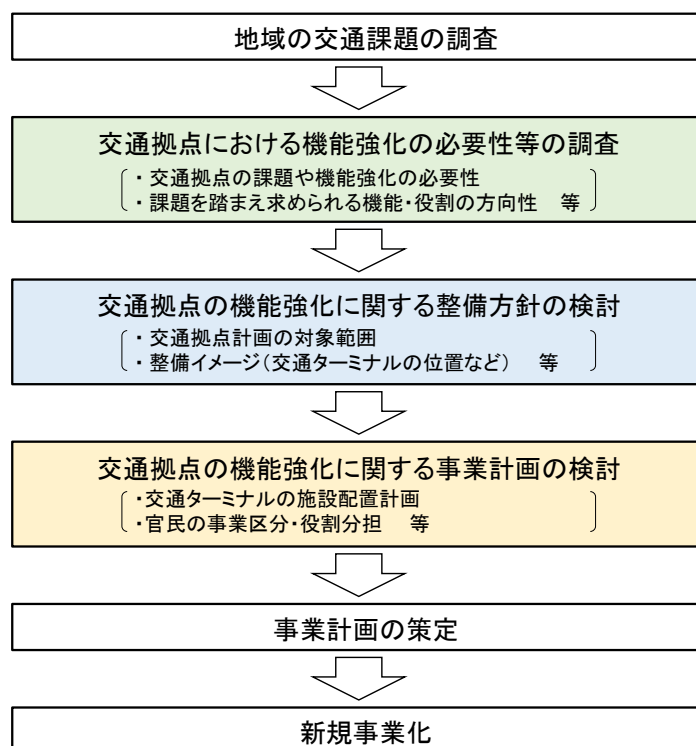 地域の交通課題の調査
交通拠点における機能強化の必要性等の調査
・交通拠点の課題や機能強化の必要性
・課題を踏まえ求められる機能・役割の方向性　等
交通拠点の機能強化に関する整備方針の検討
・交通拠点計画の対象範囲
・整備イメージ（交通ターミナルの位置など）　等
交通拠点の機能強化に関する事業計画の検討
・交通ターミナルの施設配置計画
・官民の事業区分・役割分担　等
事業計画の策定
新規事業化